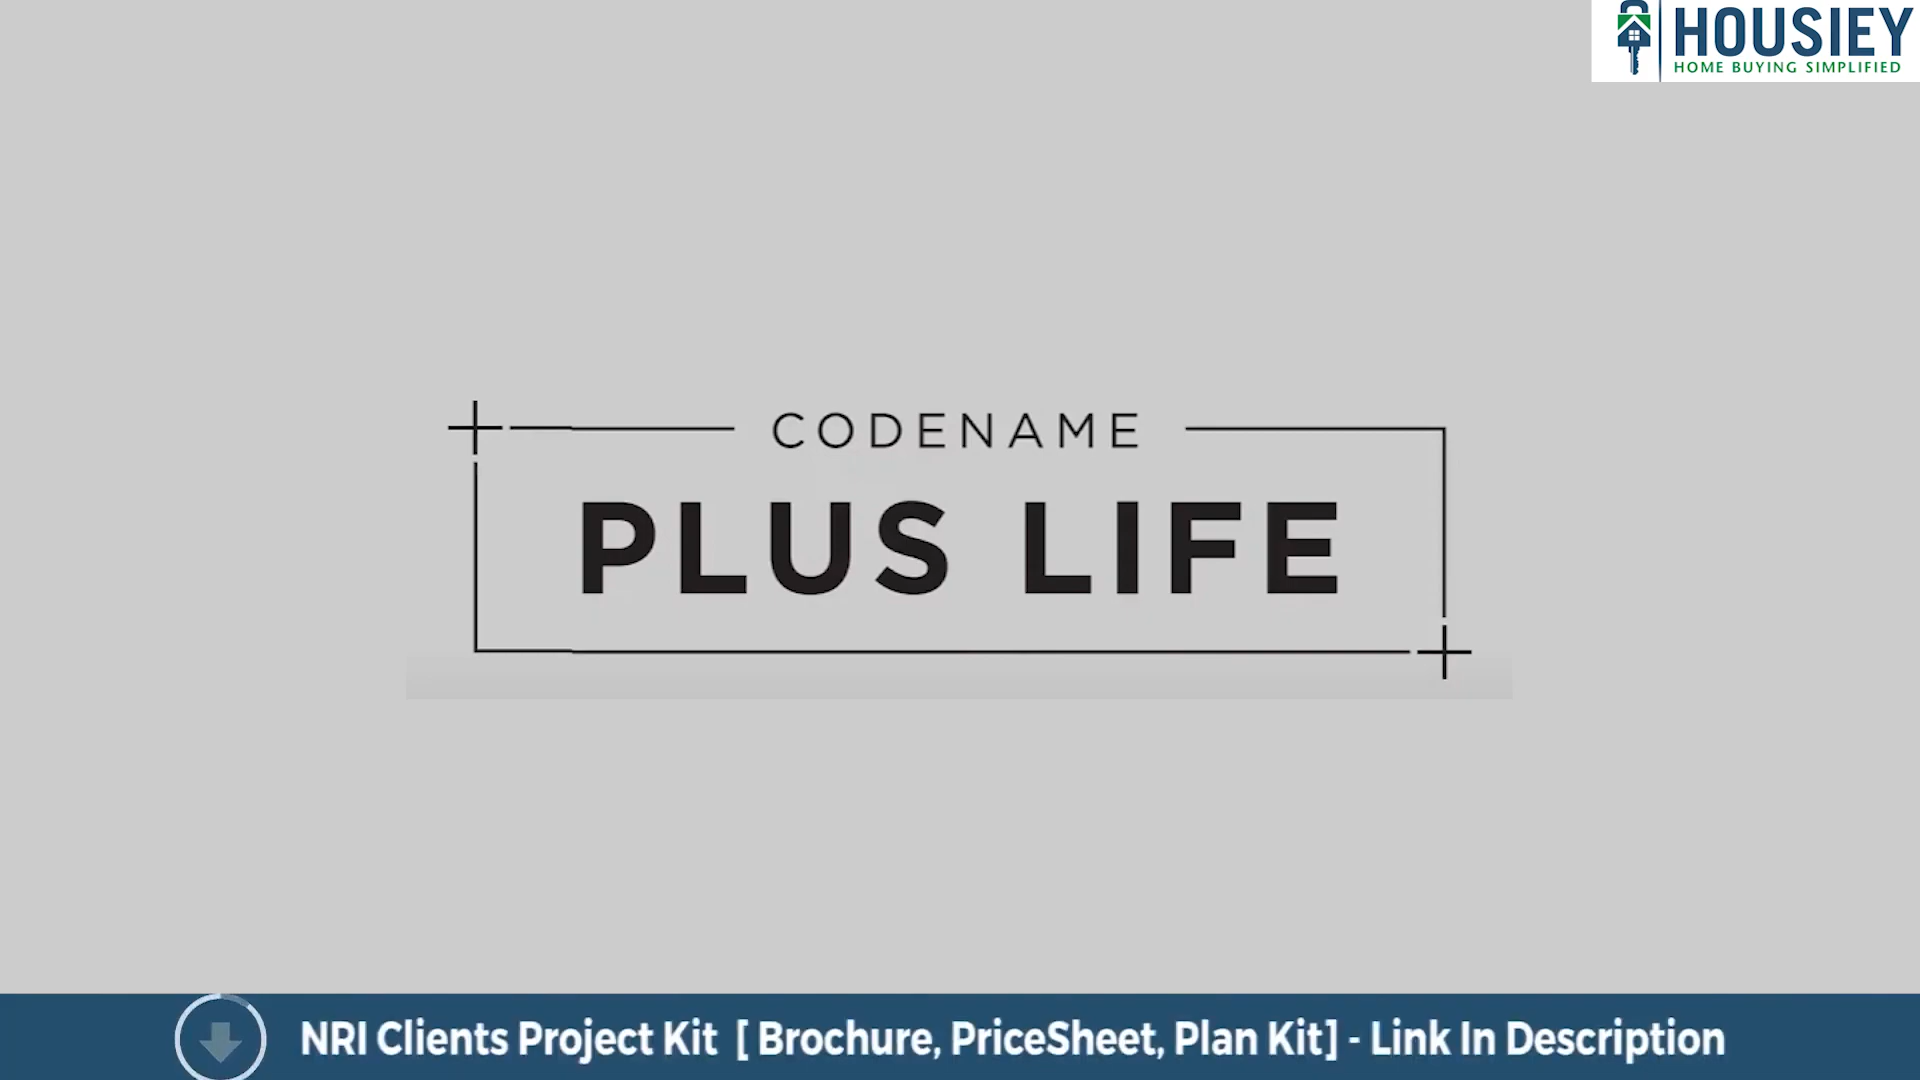 HOUSIEY
HOME BUYING SIMPLIFIED
CODENAME
PLUS LIFE
NRI Clients Project Kit [ Brochure, PriceSheet, Plan Kit] - Link In Description